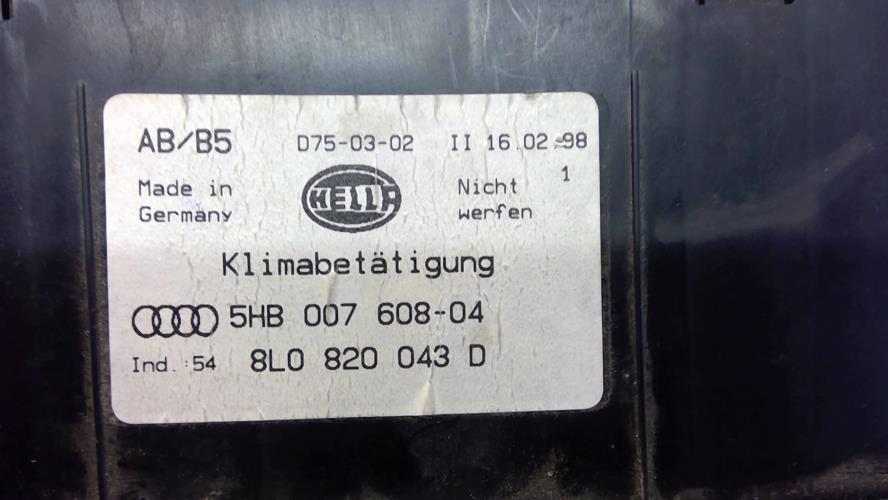 AB/B5 D75-03-02 II 16.02.98
1
Made in Germany
HELLA
Nicht werfen
Klimabetätigung
5HB 007 608-04
Ind.:54 8L0 820 043 D